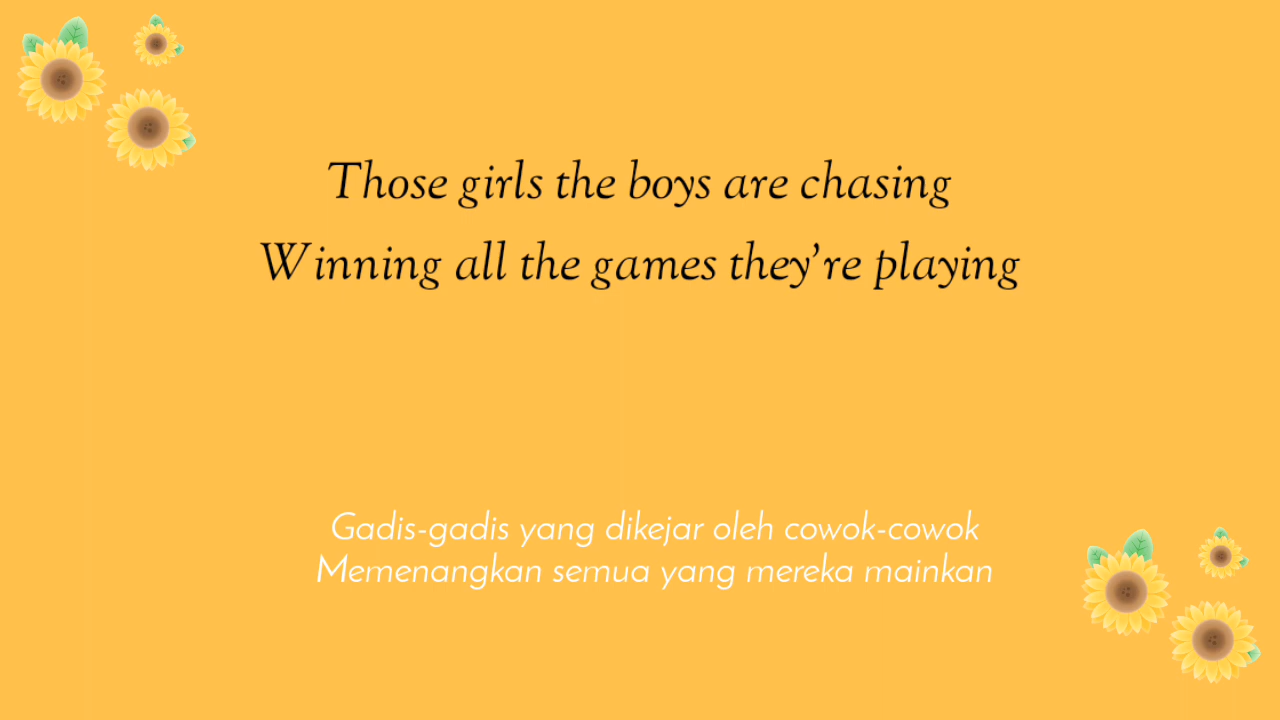 Those girls the boys are chasing
Winning all the games they're playing
Gadis-gadis yang dikejar oleh cowok-cowok
Memenangkan semua yang mereka mainkan